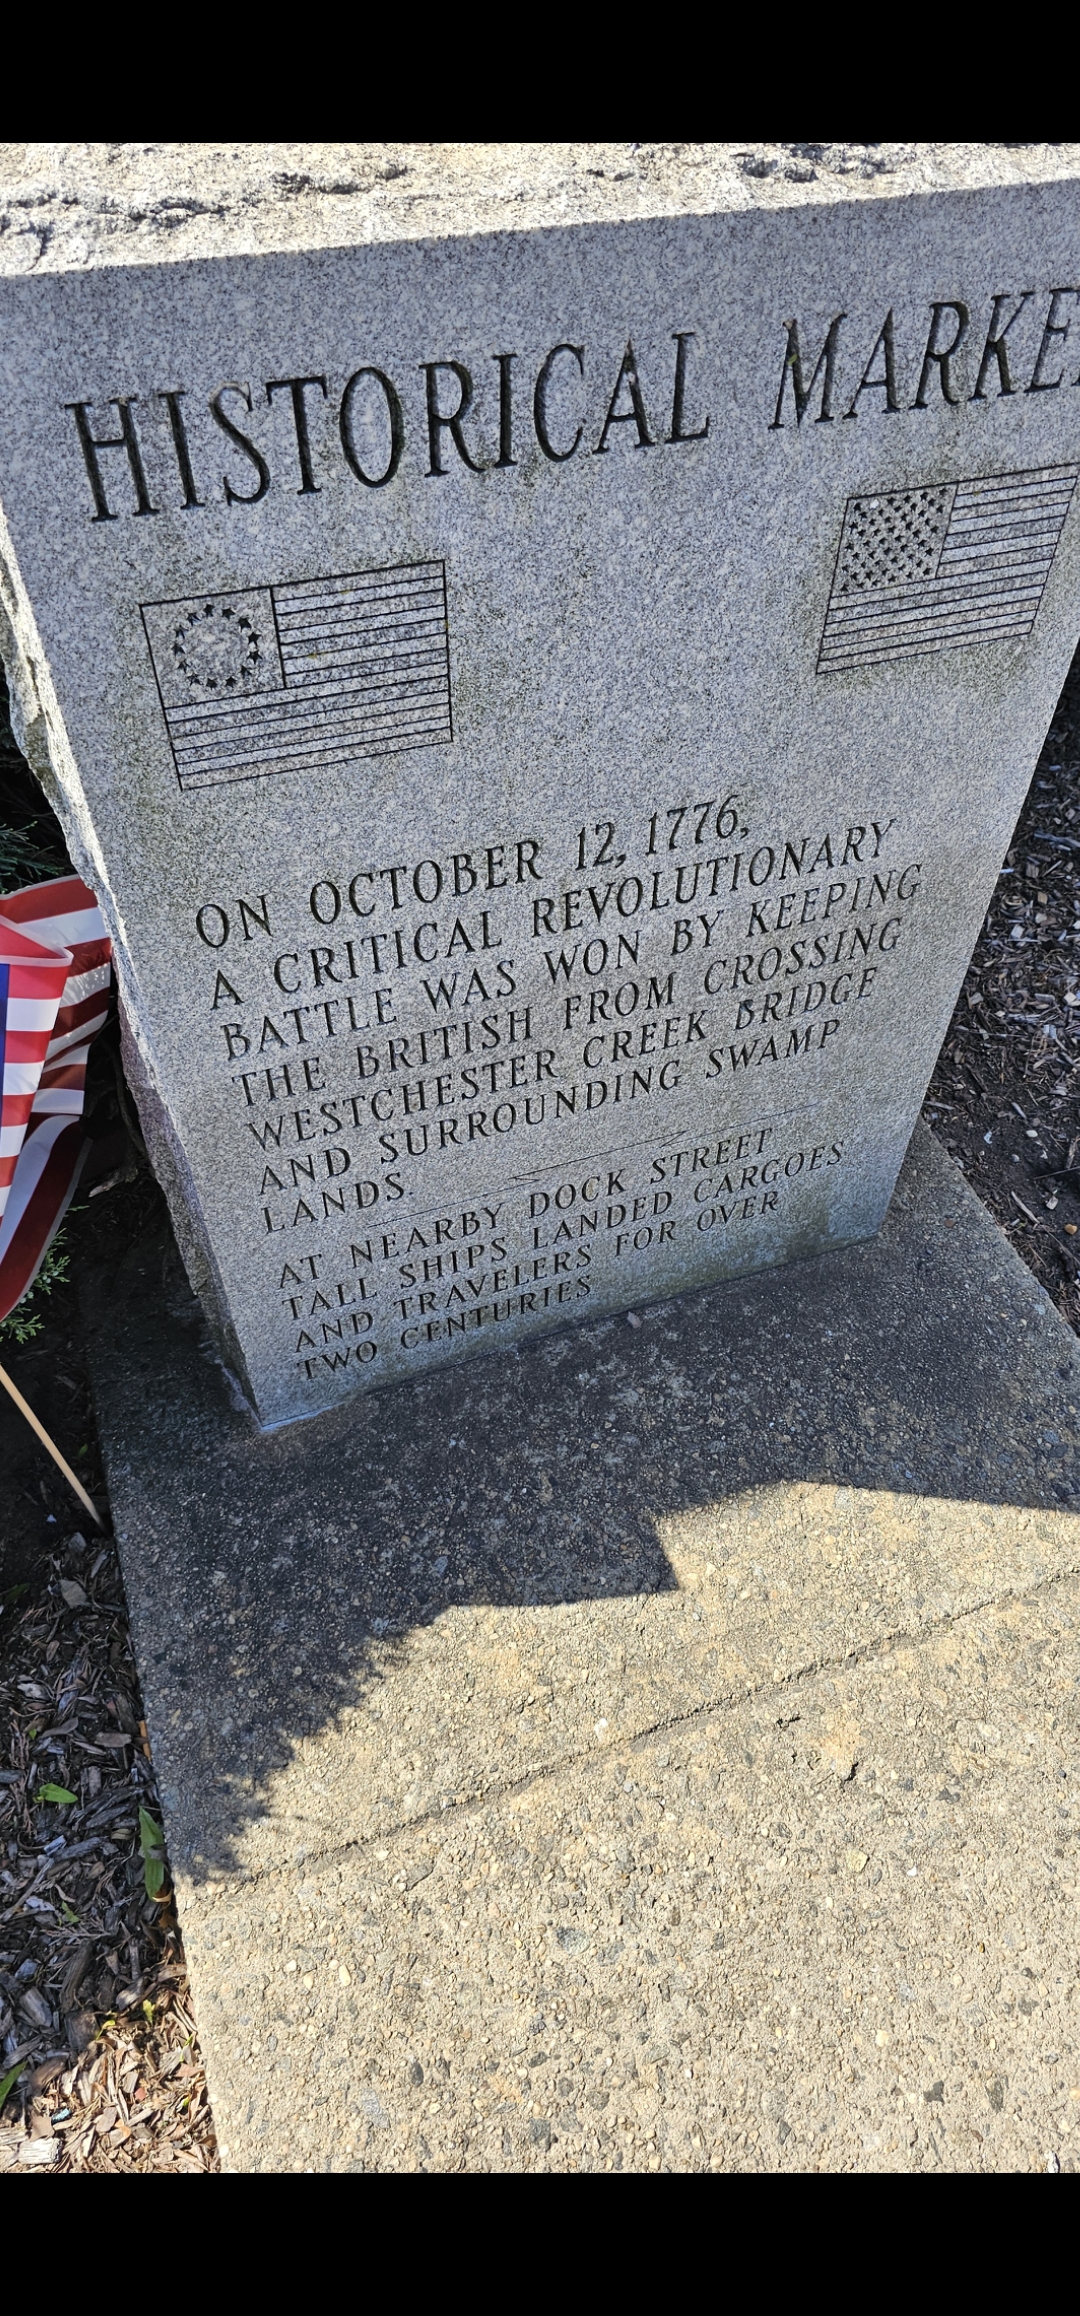 HISTORICAL MARKE
ON OCTOBER 12, 1776,
A CRITICAL REVOLUTIONARY
BATTLE WAS WON BY KEEPING
THE BRITISH FROM CROSSING
WESTCHESTER CREEK BRIDGE
AND SURROUNDING SWAMP
LANDS.
AT NEARBY DOCK STREET
TALL SHIPS LANDED CARGOES
AND TRAVELERS FOR OVER
TWO CENTURIES